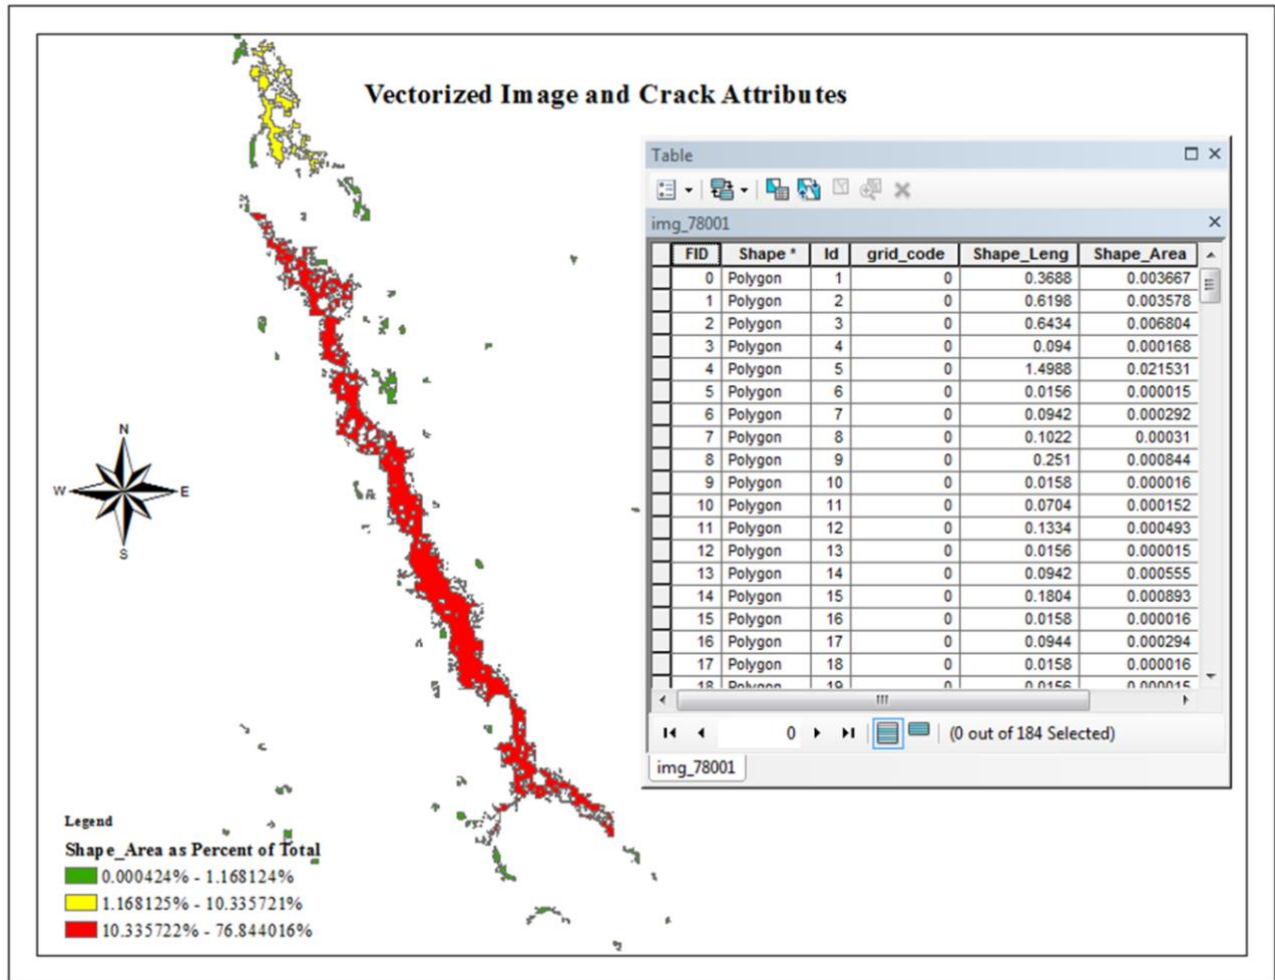 Vectorized Image and Crack Attributes
Table
img_78001
FID Shape * Id grid_code Shape_Leng Shape_Area
0 Polygon 1 0 0.3688 0.003667
1 Polygon 2 0 0.6198 0.003578
2 Polygon 3 0 0.6434 0.006804
3 Polygon 4 0 0.094 0.000168
4 Polygon 5 0 1.4988 0.021531
5 Polygon 6 0 0.0156 0.000015
6 Polygon 7 0 0.0942 0.000292
7 Polygon 8 0 0.1022 0.00031
8 Polygon 9 0 0.251 0.000844
9 Polygon 10 0 0.0158 0.000016
10 Polygon 11 0 0.0704 0.000152
11 Polygon 12 0 0.1334 0.000493
12 Polygon 13 0 0.0156 0.000015
13 Polygon 14 0 0.0942 0.000555
14 Polygon 15 0 0.1804 0.000893
15 Polygon 16 0 0.0158 0.000016
16 Polygon 17 0 0.0944 0.000294
17 Polygon 18 0 0.0158 0.000016
18 Polygon 19 0 0.0156 0.000015
0 (0 out of 184 Selected)
img_78001
N
W E
S
Legend
Shape_Area as Percent of Total
0.000424% - 1.168124%
1.168125% - 10.335721%
10.335722% - 76.844016%